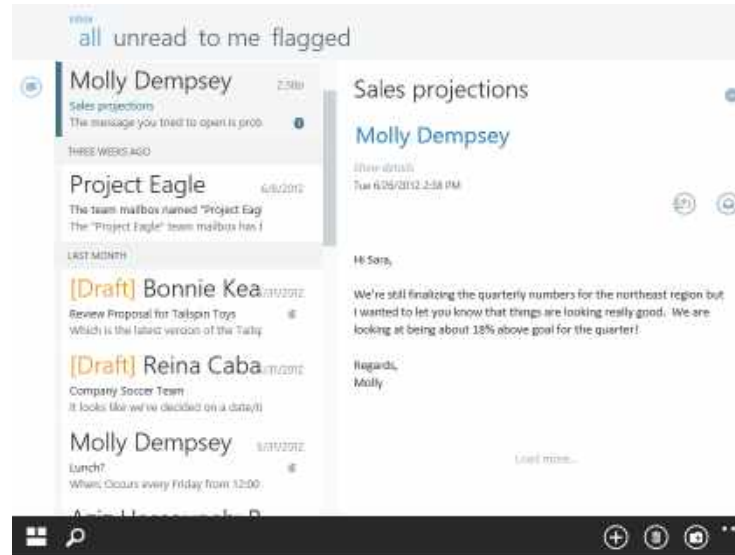 inbox
all unread to me flagged
Molly Dempsey 2:38p
Sales projections
The message you tried to open is prob
THREE WEEKS AGO
Project Eagle 6/8/2012
The team mailbox named "Project Eag
The "Project Eagle" team mailbox has b
LAST MONTH
[Draft] Bonnie Kea
Review Proposal for Tailspin Toys
Which is the latest version of the Tailsp
[Draft] Reina Caba
Company Soccer Team
It looks like we've decided on a date/ti
Molly Dempsey 5/31/2012
Lunch?
When: Occurs every Friday from 12:00
Sales projections
Molly Dempsey
show details
Tue 6/26/2012 2:38 PM
Hi Sara,
We're still finalizing the quarterly numbers for the northeast region but
I wanted to let you know that things are looking really good. We are
looking at being about 18% above goal for the quarter!
Regards,
Molly
Load more...